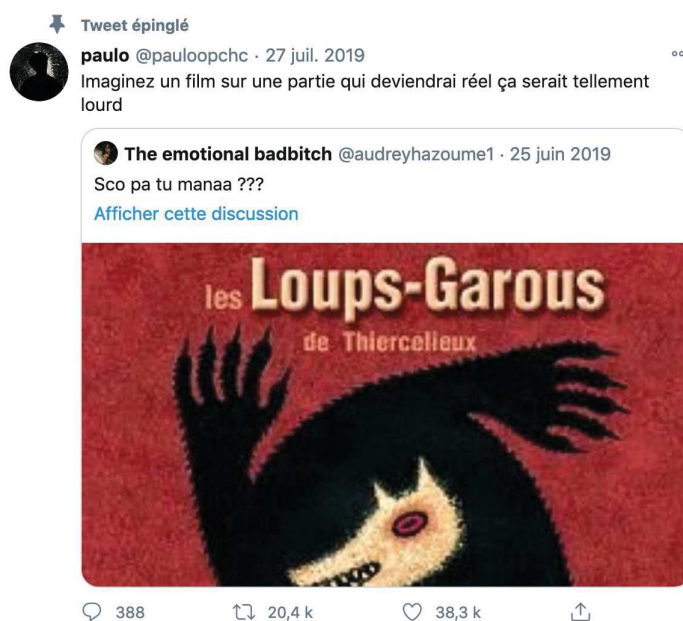 Tweet épinglé
paulo @pauloopchc · 27 juil. 2019
Imaginez un film sur une partie qui deviendrai réel ça serait tellement
lourd
The emotional badbitch @audreyhazoume1 · 25 juin 2019
Sco pa tu manaa ???
Afficher cette discussion
les Loups-Garous
de Thiercelieux
388 20,4 k 38,3 k